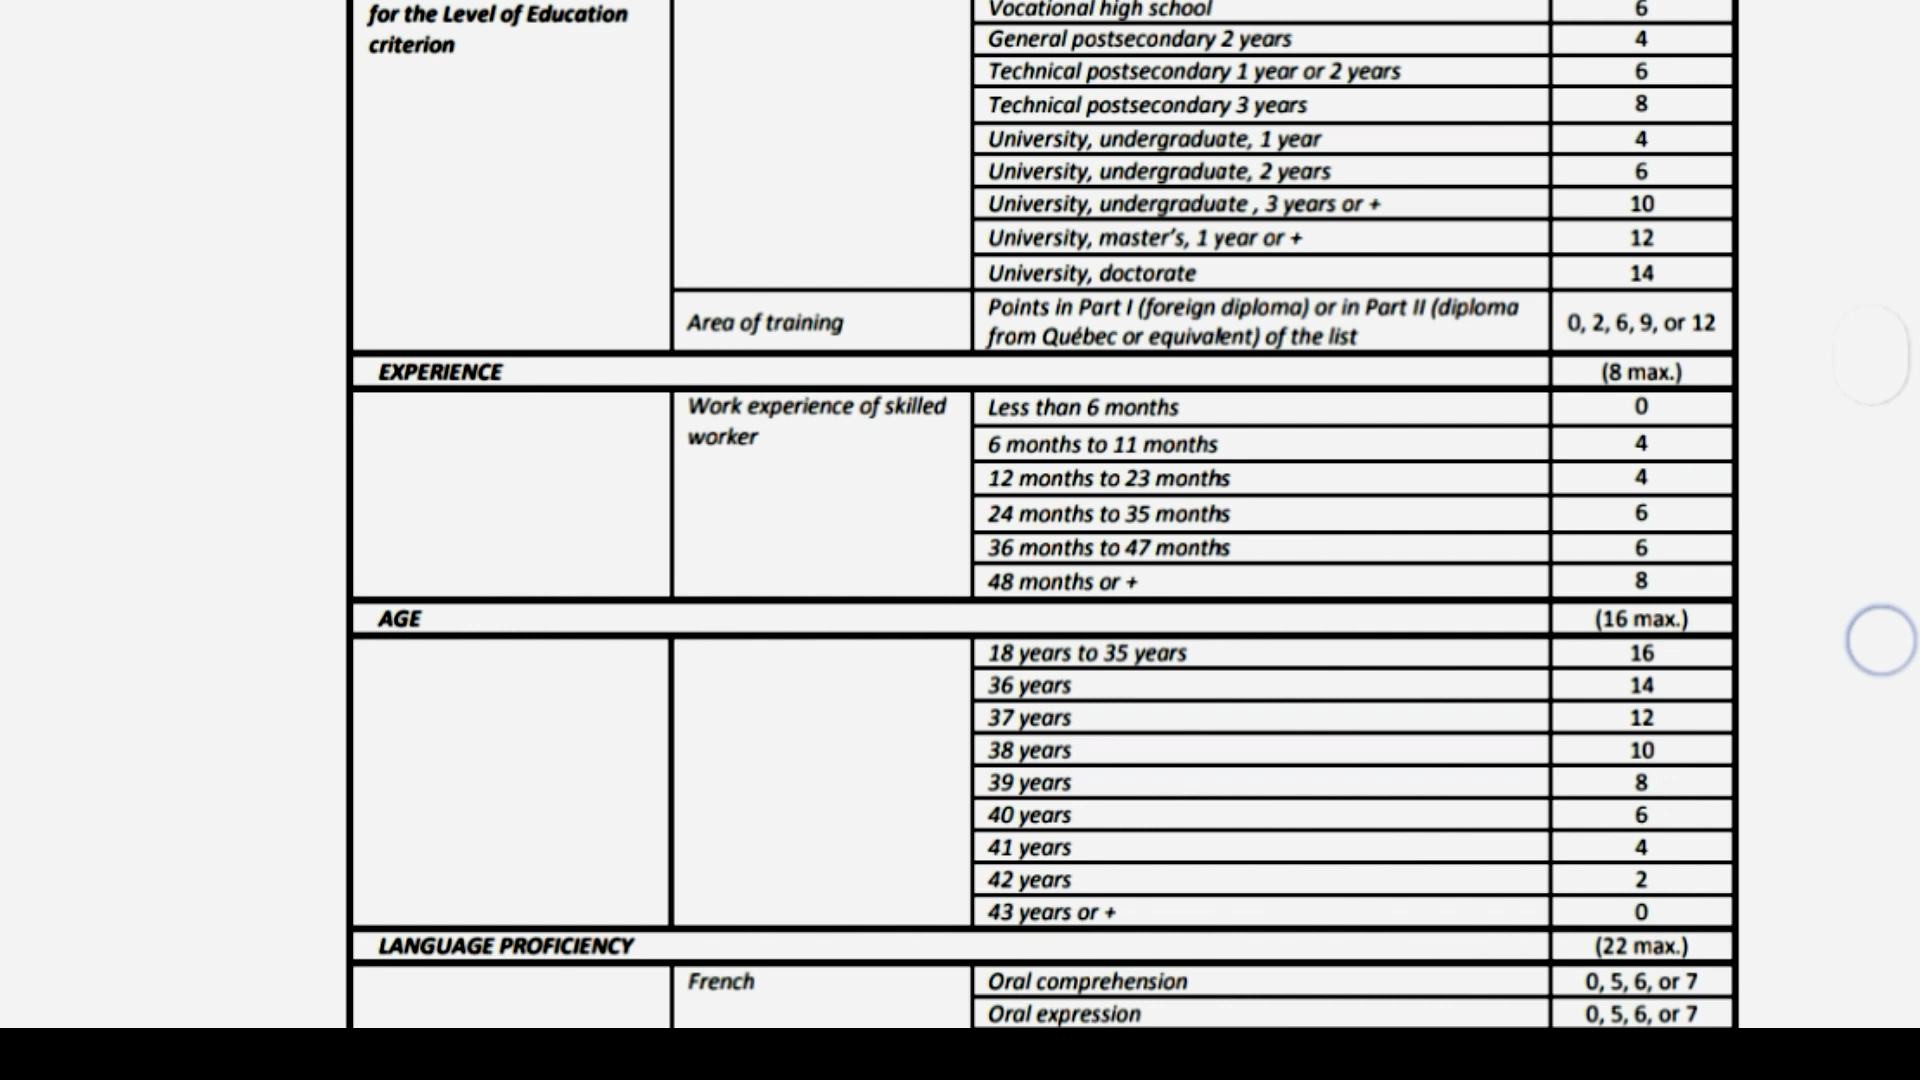 for the Level of Education
criterion
Vocational high school 6
General postsecondary 2 years 4
Technical postsecondary 1 year or 2 years 6
Technical postsecondary 3 years 8
University, undergraduate, 1 year 4
University, undergraduate, 2 years 6
University, undergraduate , 3 years or + 10
University, master's, 1 year or + 12
University, doctorate 14
Area of training
Points in Part I (foreign diploma) or in Part II (diploma
from Québec or equivalent) of the list
0, 2, 6, 9, or 12
EXPERIENCE (8 max.)
Work experience of skilled
worker
Less than 6 months 0
6 months to 11 months 4
12 months to 23 months 4
24 months to 35 months 6
36 months to 47 months 6
48 months or + 8
AGE (16 max.)
18 years to 35 years 16
36 years 14
37 years 12
38 years 10
39 years 8
40 years 6
41 years 4
42 years 2
43 years or + 0
LANGUAGE PROFICIENCY (22 max.)
French Oral comprehension 0, 5, 6, or 7
Oral expression 0, 5, 6, or 7